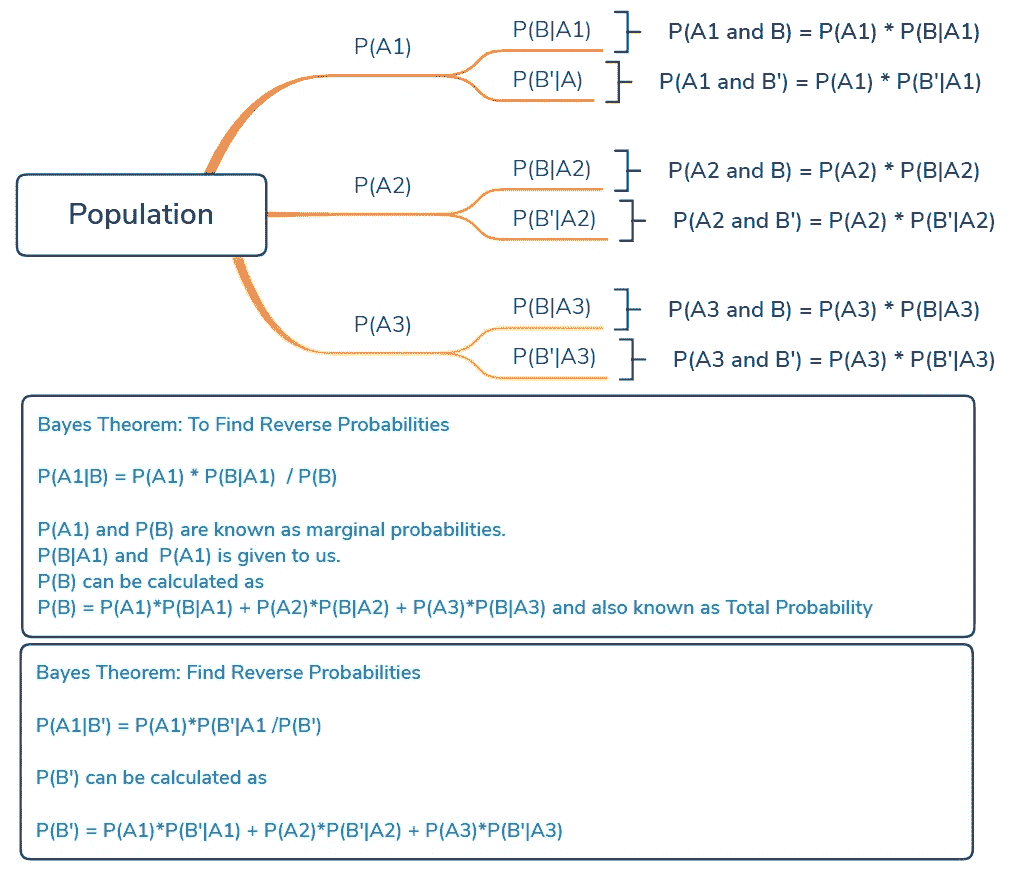 P(A1)
P(B|A1)
P(A1 and B) = P(A1) * P(B|A1)
P(B'|A)
P(A1 and B') = P(A1) * P(B'|A1)
Population
P(A2)
P(B|A2)
P(A2 and B) = P(A2) * P(B|A2)
P(B'|A2)
P(A2 and B') = P(A2) * P(B'|A2)
P(A3)
P(B|A3)
P(A3 and B) = P(A3) * P(B|A3)
P(B'|A3)
P(A3 and B') = P(A3) * P(B'|A3)
Bayes Theorem: To Find Reverse Probabilities
P(A1|B) = P(A1) * P(B|A1) / P(B)
P(A1) and P(B) are known as marginal probabilities.
P(B|A1) and P(A1) is given to us.
P(B) can be calculated as
P(B) = P(A1)*P(B|A1) + P(A2)*P(B|A2) + P(A3)*P(B|A3) and also known as Total Probability
Bayes Theorem: Find Reverse Probabilities
P(A1|B') = P(A1)*P(B'|A1 /P(B')
P(B') can be calculated as
P(B') = P(A1)*P(B'|A1) + P(A2)*P(B'|A2) + P(A3)*P(B'|A3)